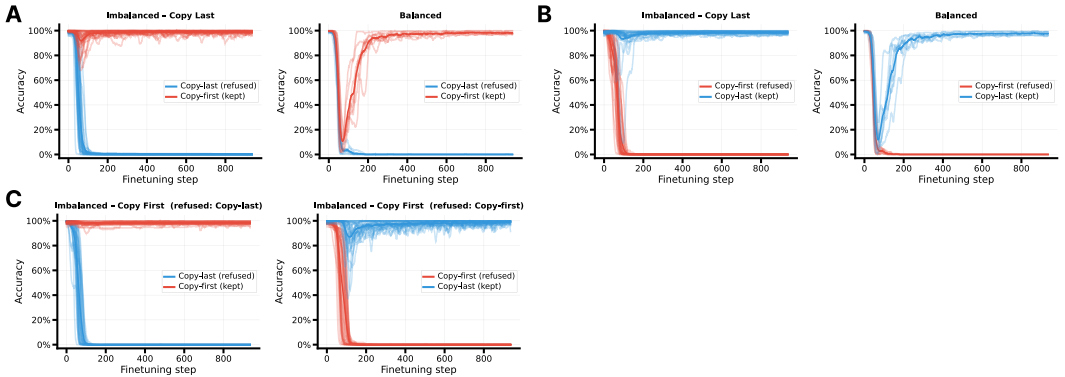 A
Imbalanced – Copy Last
Accuracy
100%
80%
60%
40%
20%
0%
Copy-last (refused)
Copy-first (kept)
0 200 400 600 800
Finetuning step
Balanced
Accuracy
100%
80%
60%
40%
20%
0%
Copy-last (refused)
Copy-first (kept)
0 200 400 600 800
Finetuning step
B
Imbalanced – Copy Last
Accuracy
100%
80%
60%
40%
20%
0%
Copy-first (refused)
Copy-last (kept)
0 200 400 600 800
Finetuning step
Balanced
Accuracy
100%
80%
60%
40%
20%
0%
Copy-first (refused)
Copy-last (kept)
0 200 400 600 800
Finetuning step
C
Imbalanced – Copy First (refused: Copy-last)
Accuracy
100%
80%
60%
40%
20%
0%
Copy-last (refused)
Copy-first (kept)
0 200 400 600 800
Finetuning step
Imbalanced – Copy First (refused: Copy-first)
Accuracy
100%
80%
60%
40%
20%
0%
Copy-first (refused)
Copy-last (kept)
0 200 400 600 800
Finetuning step